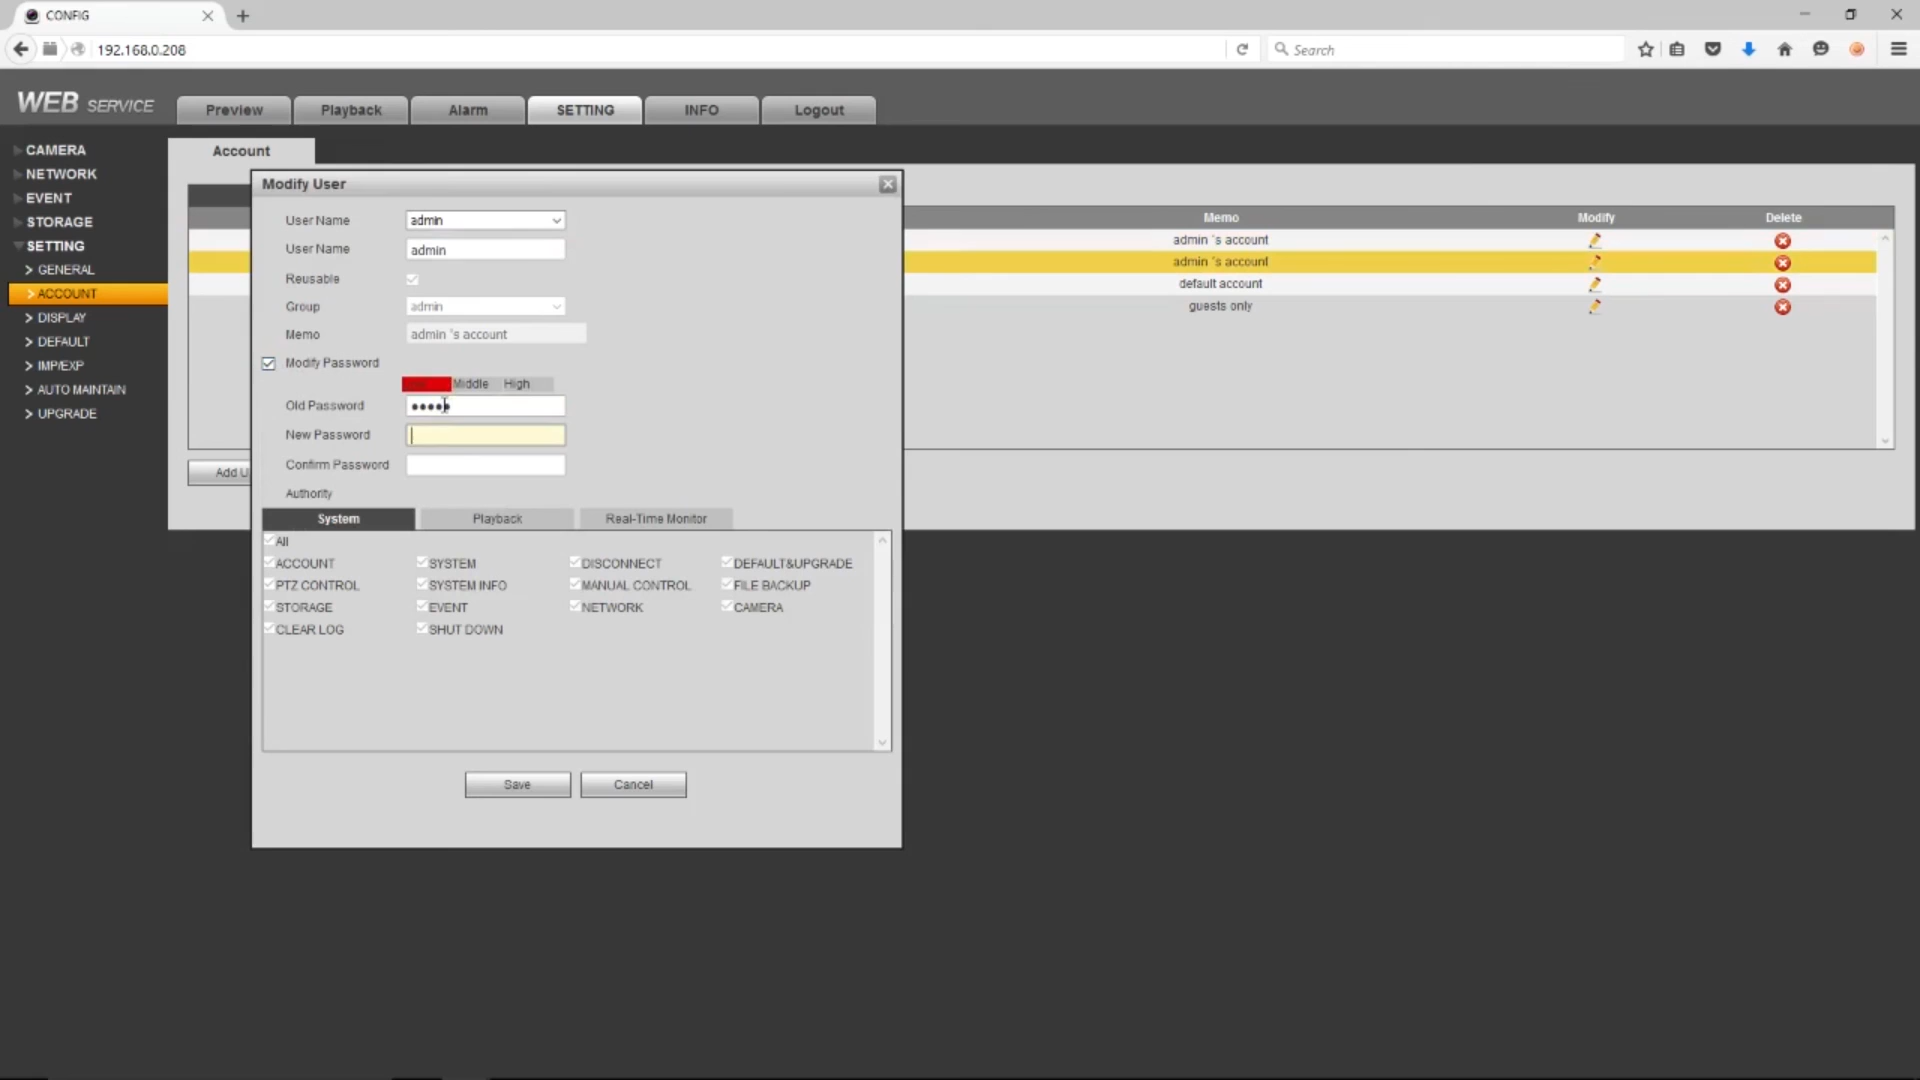 CONFIG
192.168.0.208
Search
WEB SERVICE
Preview
Playback
Alarm
SETTING
INFO
Logout
CAMERA
NETWORK
EVENT
STORAGE
SETTING
GENERAL
ACCOUNT
DISPLAY
DEFAULT
IMP/EXP
AUTO MAINTAIN
UPGRADE
Account
Memo Modify Delete
admin 's account
admin 's account
default account
guests only
Add U
Modify User
User Name admin
User Name admin
Reusable
Group admin
Memo admin 's account
Modify Password
Middle High
Old Password
New Password
Confirm Password
Authority
System Playback Real-Time Monitor
All
ACCOUNT SYSTEM DISCONNECT DEFAULT&UPGRADE
PTZ CONTROL SYSTEM INFO MANUAL CONTROL FILE BACKUP
STORAGE EVENT NETWORK CAMERA
CLEAR LOG SHUT DOWN
Save Cancel